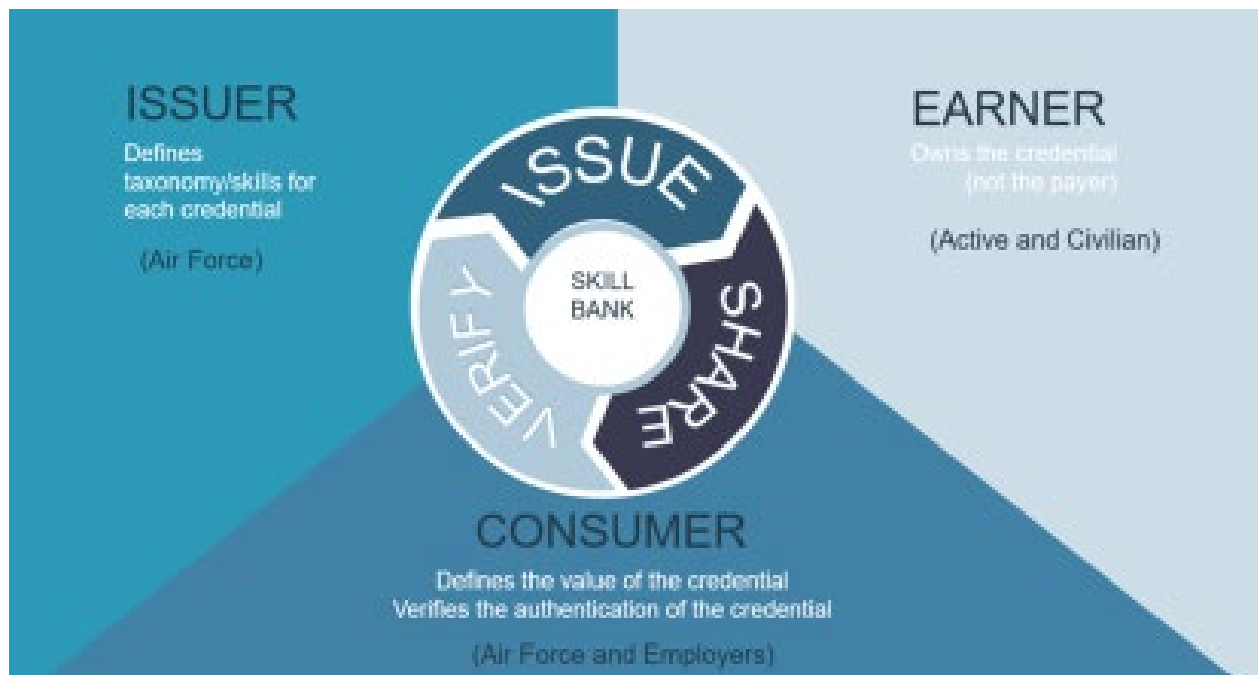 ISSUER
Defines
taxonomy/skills for
each credential
(Air Force)
EARNER
Owns the credential
(not the payer)
(Active and Civilian)
ISSUE
SHARE
VERIFY
SKILL
BANK
CONSUMER
Defines the value of the credential
Verifies the authentication of the credential
(Air Force and Employers)